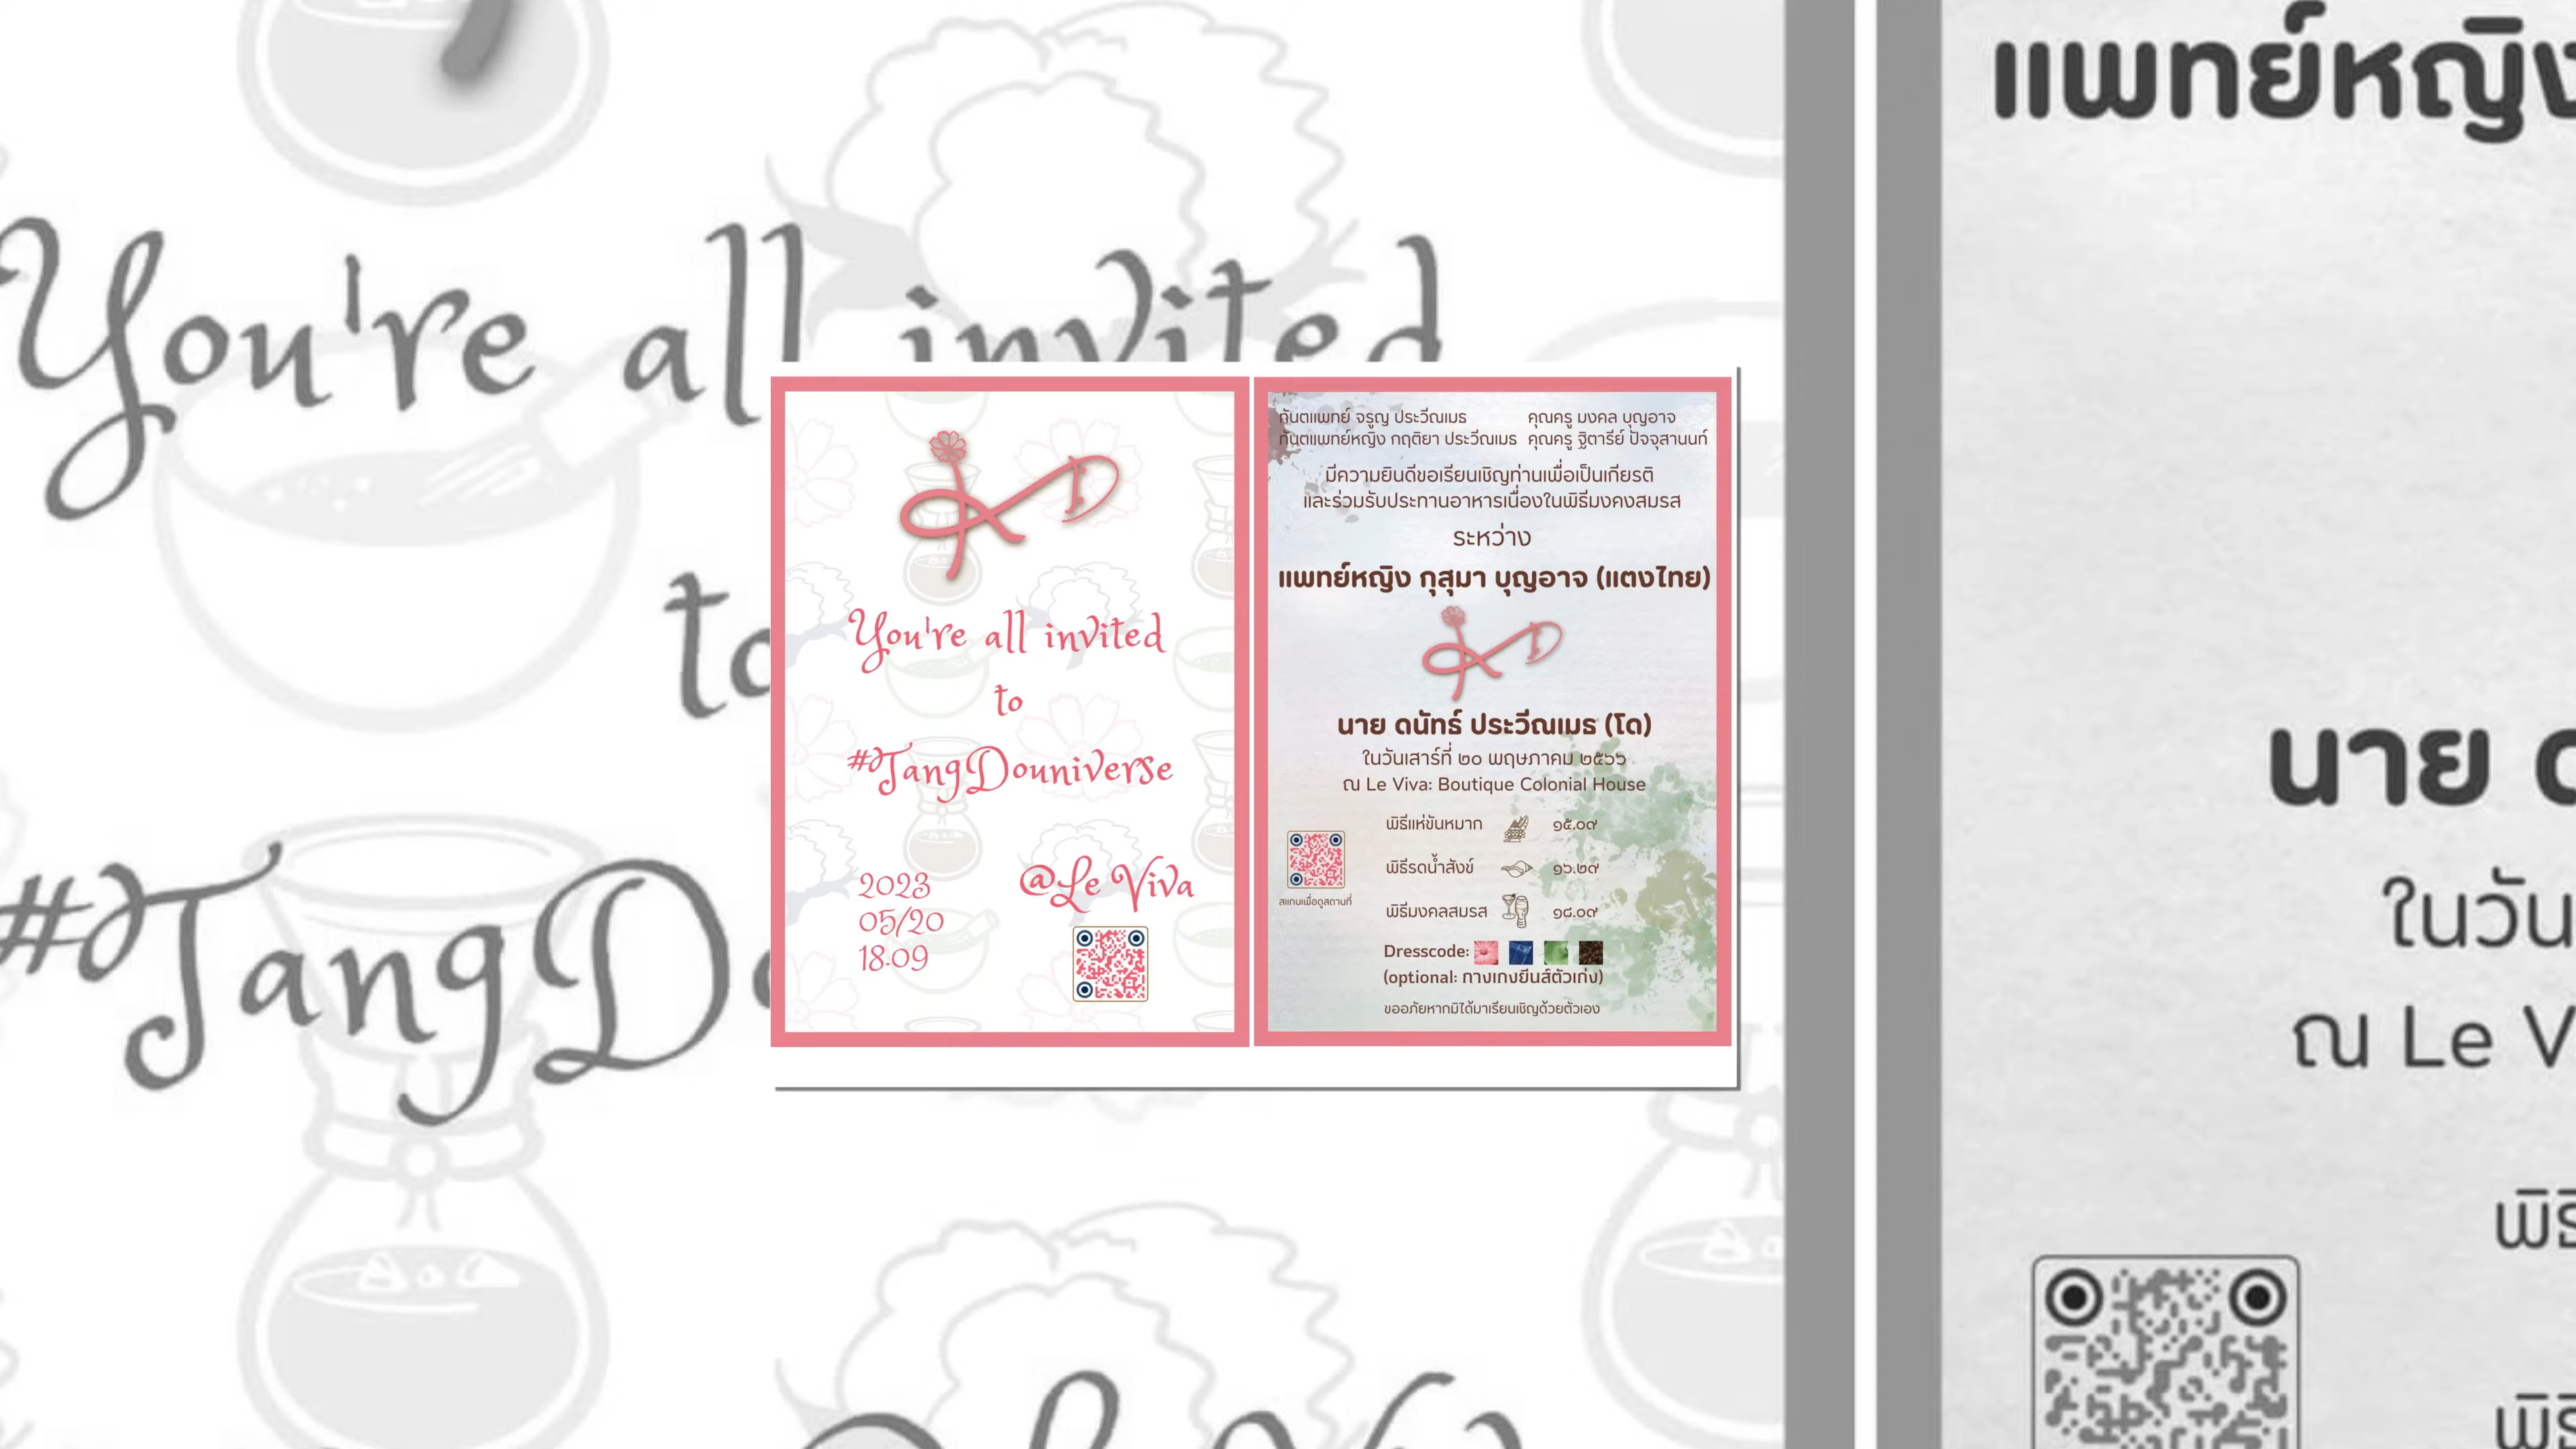 You're all invited
to
#TangDouniverse
2023
05/20
18.09
@Le Viva
ทันตแพทย์ จรูญ ประวีณเมธ คุณครู มงคล บุญอาจ
ทันตแพทย์หญิง กฤติยา ประวีณเมธ คุณครู ฐิตารีย์ ปัจจุสานนท์
มีความยินดีขอเรียนเชิญท่านเพื่อเป็นเกียรติ
และร่วมรับประทานอาหารเนื่องในพิธีมงคงสมรส
ระหว่าง
แพทย์หญิง กุสุมา บุญอาจ (แตงไทย)
นาย ดนัทธ์ ประวีณเมธ (โด)
ในวันเสาร์ที่ ๒๐ พฤษภาคม ๒๕๖๖
ณ Le Viva: Boutique Colonial House
พิธีแห่ขันหมาก ๑๕.๐๙
พิธีรดน้ำสังข์ ๑๖.๒๙
พิธีมงคลสมรส ๑๘.๐๙
สแกนเพื่อดูสถานที่
Dresscode:
(optional: กางเกงยีนส์ตัวเก่ง)
ขออภัยหากมิได้มาเรียนเชิญด้วยตัวเอง
You're all invited
to
#TangD
แพทย์หญิง
นาย
ในวัน
ณ Le V